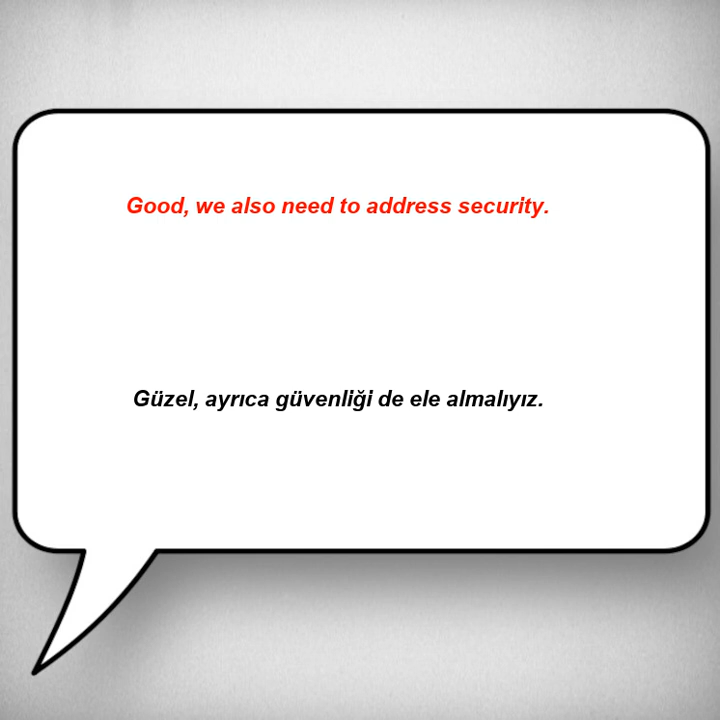 Good, we also need to address security.
Güzel, ayrıca güvenliği de ele almalıyız.